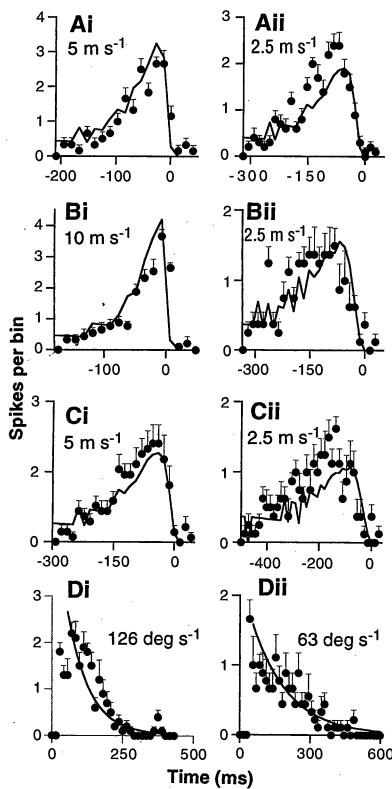 Ai
5 m s⁻¹
4
3
2
1
0
-200 -100 0
Aii
2.5 m s⁻¹
3
2
1
0
-300 -150 0
Bi
10 m s⁻¹
4
3
2
1
0
-100 0
Bii
2.5 m s⁻¹
2
1
0
-300 -150 0
Ci
5 m s⁻¹
3
2
2
0
-300 -150 0
Cii
2.5 m s⁻¹
2
1
0
-400 -200 0
Di
126 deg s⁻¹
3
2
1
0
0 250 500
Dii
63 deg s⁻¹
2
1
0
0 300 600
Spikes per bin
Time (ms)